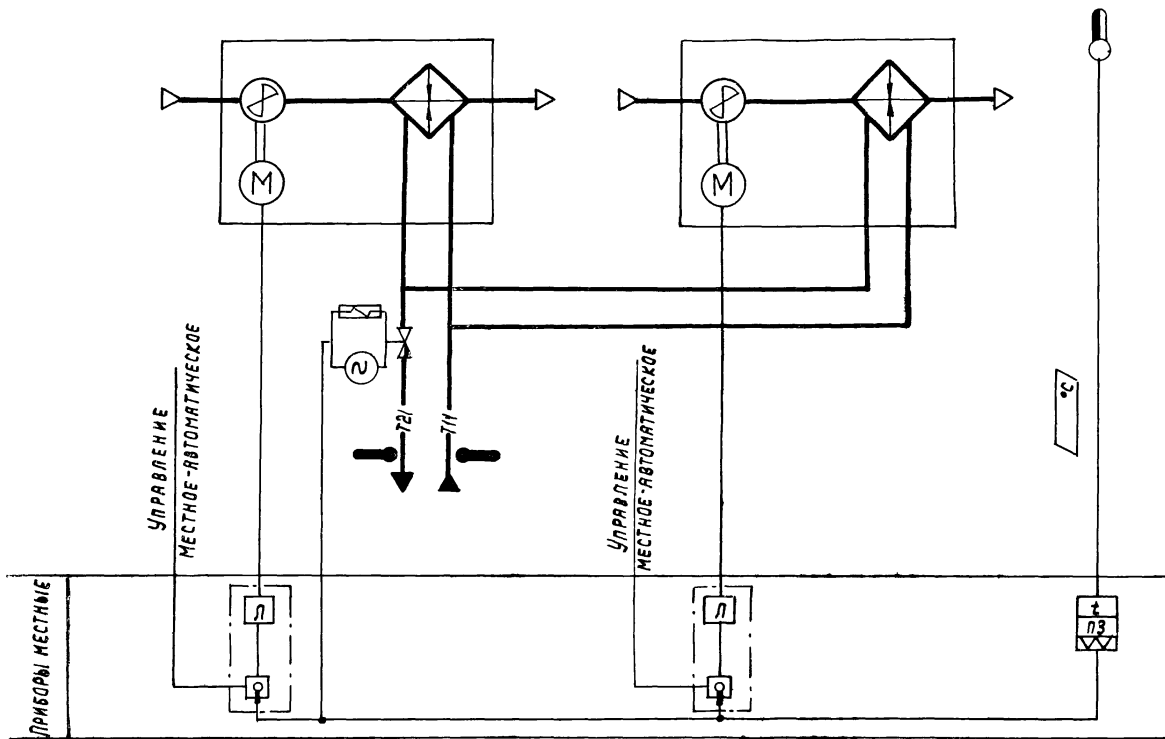 М
М
УПРАВЛЕНИЕ
МЕСТНОЕ-АВТОМАТИЧЕСКОЕ
Т21
Т11
УПРАВЛЕНИЕ
МЕСТНОЕ-АВТОМАТИЧЕСКОЕ
°С
ПРИБОРЫ МЕСТНЫЕ
Л
Л
t
ПЗ